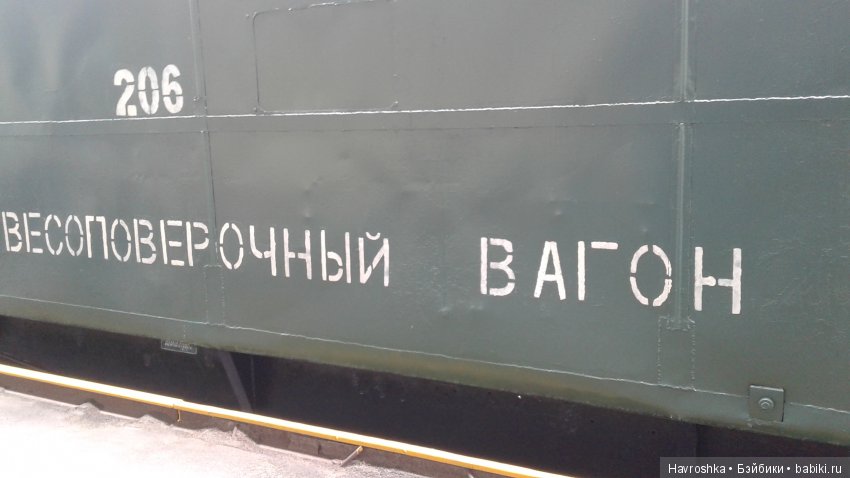 206
ВЕСОПОВЕРОЧНЫЙ ВАГОН
Havroshka • Бэйбики • babiki.ru